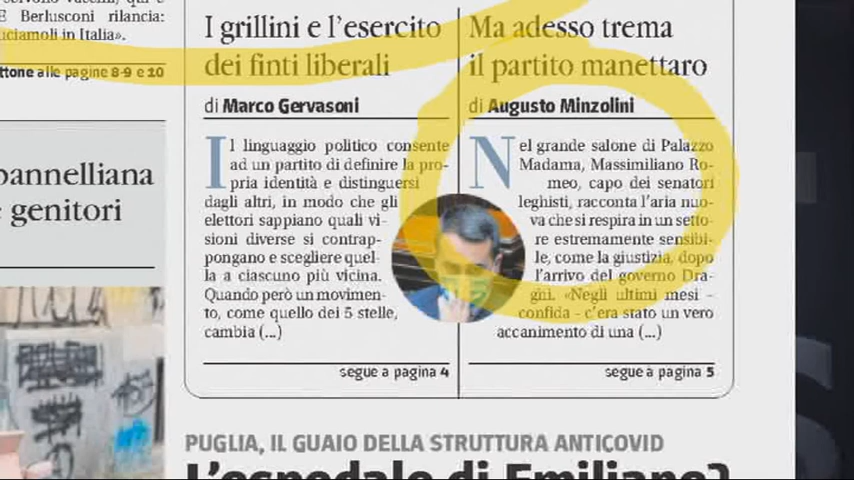 E Berlusconi rilancia:
uciamoli in Italia».
ttone alle pagine 8-9 e 10
pannelliana
genitori
I grillini e l'esercito
dei finti liberali
di Marco Gervasoni
Il linguaggio politico consente
ad un partito di definire la pro-
pria identità e distinguersi
dagli altri, in modo che gli
elettori sappiano quali vi-
sioni diverse si contrap-
pongano e scegliere quel-
la a ciascuno più vicina.
Quando però un movimen-
to, come quello dei 5 stelle,
cambia (...)
segue a pagina 4
Ma adesso trema
il partito manettaro
di Augusto Minzolini
Nel grande salone di Palazzo
Madama, Massimiliano Ro-
meo, capo dei senatori
leghisti, racconta l'aria nuo-
va che si respira in un setto-
re estremamente sensibi-
le, come la giustizia, dopo
l'arrivo del governo Dra-
ghi. «Negli ultimi mesi -
confida - c'era stato un vero
accanimento di una (...)
segue a pagina 5
PUGLIA, IL GUAIO DELLA STRUTTURA ANTICOVID
L'ospedale di Emiliano?